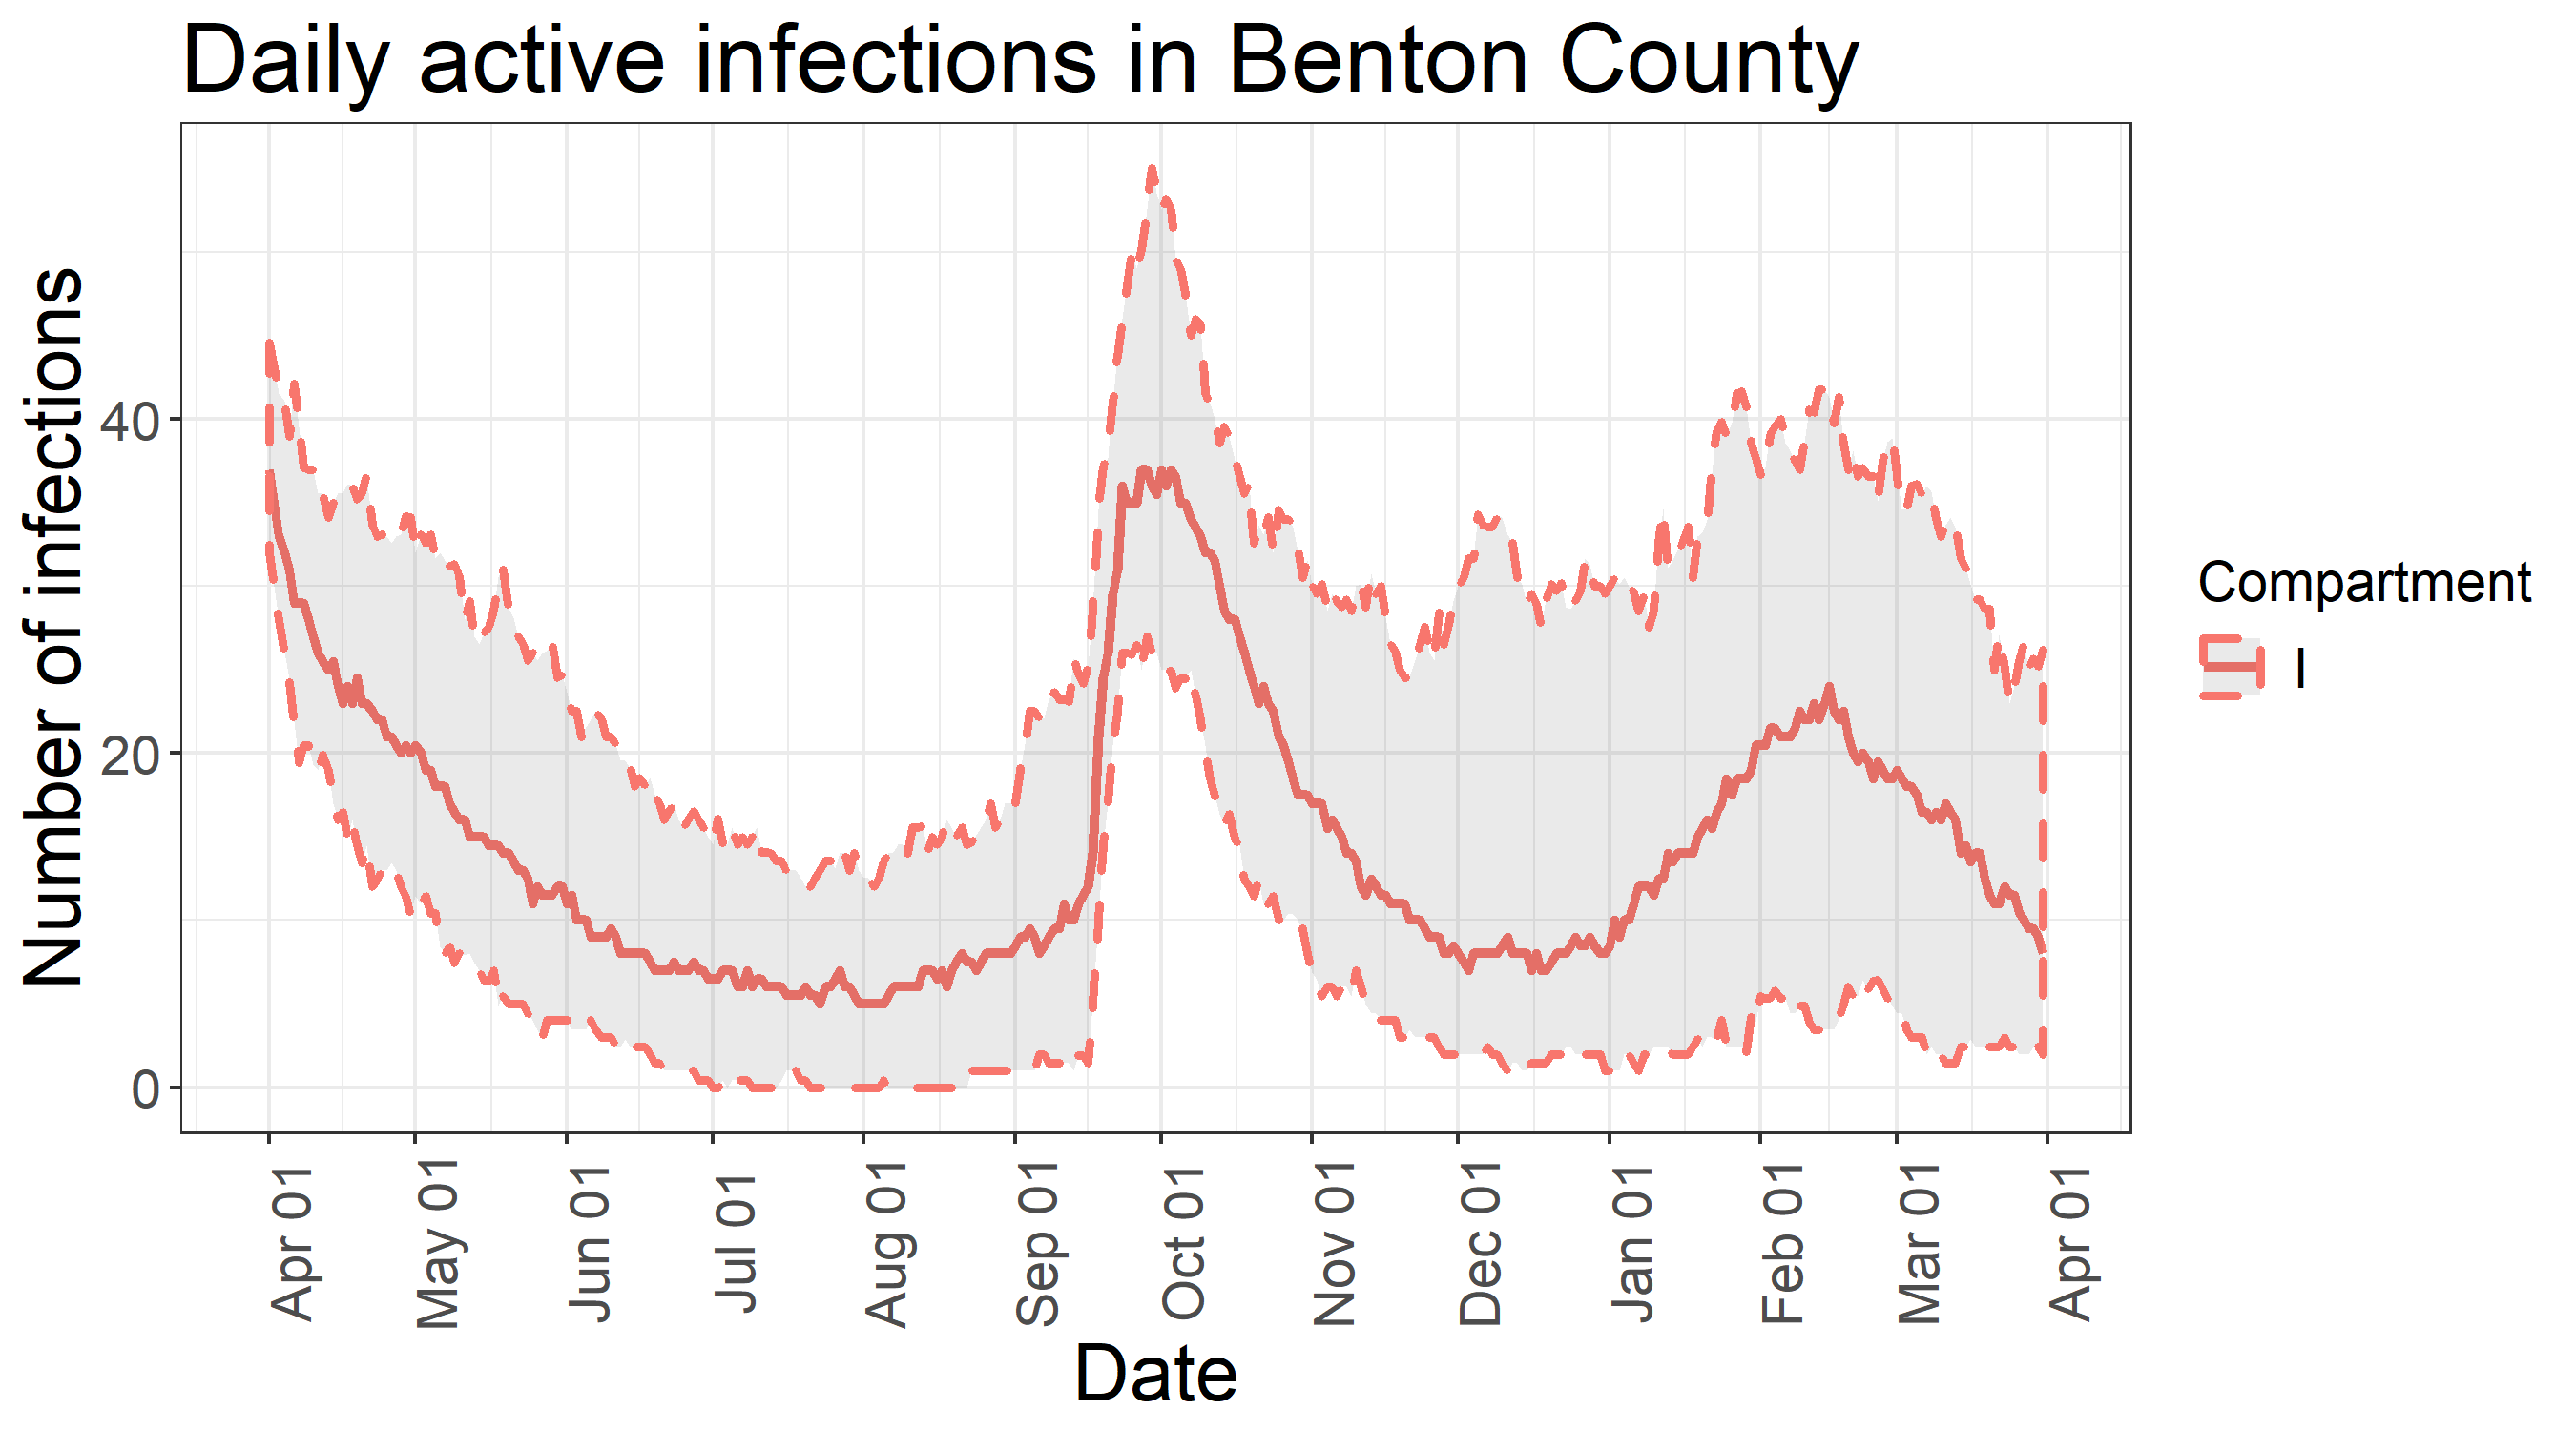 Daily active infections in Benton County
Number of infections
40
20
0
Apr 01
May 01
Jun 01
Jul 01
Aug 01
Sep 01
Oct 01
Nov 01
Dec 01
Jan 01
Feb 01
Mar 01
Apr 01
Date
Compartment
I